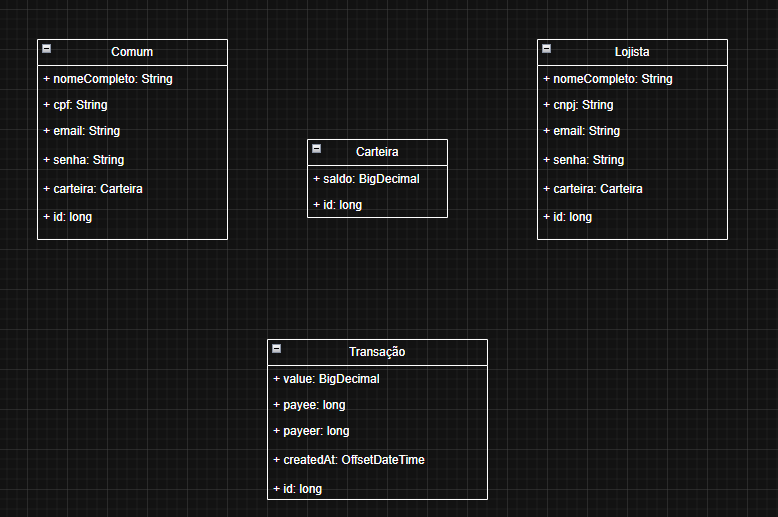 Comum
+ nomeCompleto: String
+ cpf: String
+ email: String
+ senha: String
+ carteira: Carteira
+ id: long
Carteira
+ saldo: BigDecimal
+ id: long
Lojista
+ nomeCompleto: String
+ cnpj: String
+ email: String
+ senha: String
+ carteira: Carteira
+ id: long
Transação
+ value: BigDecimal
+ payee: long
+ payeer: long
+ createdAt: OffsetDateTime
+ id: long